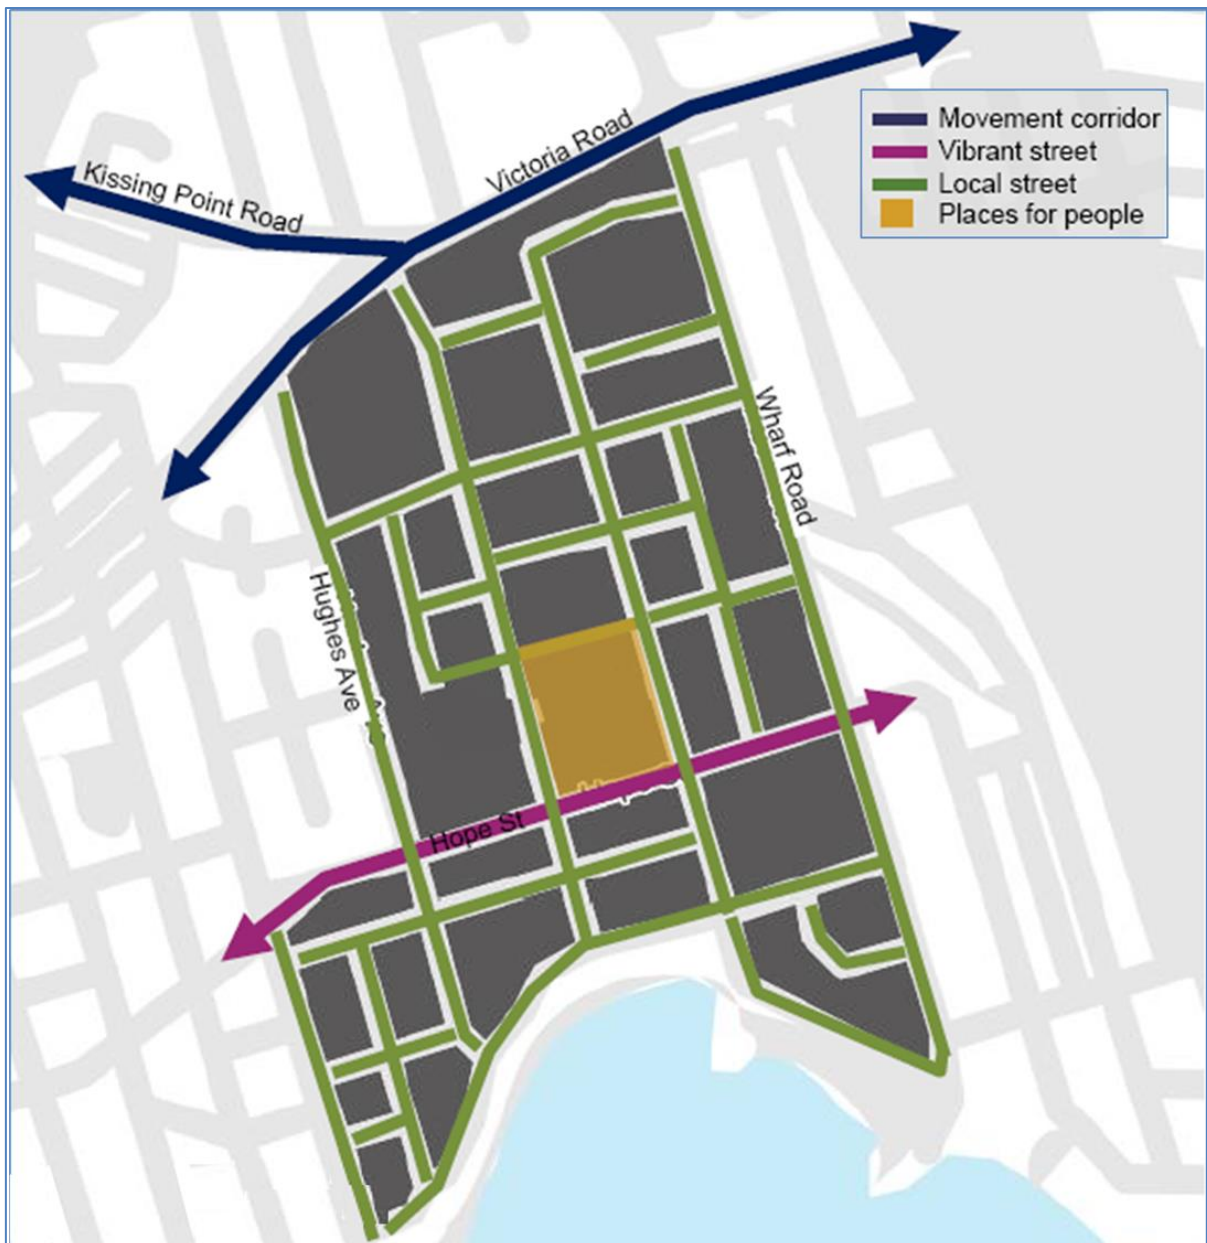 Victoria Road
Kissing Point Road
Movement corridor
Vibrant street
Local street
Places for people
Wharf Road
Hughes Ave
Hope St